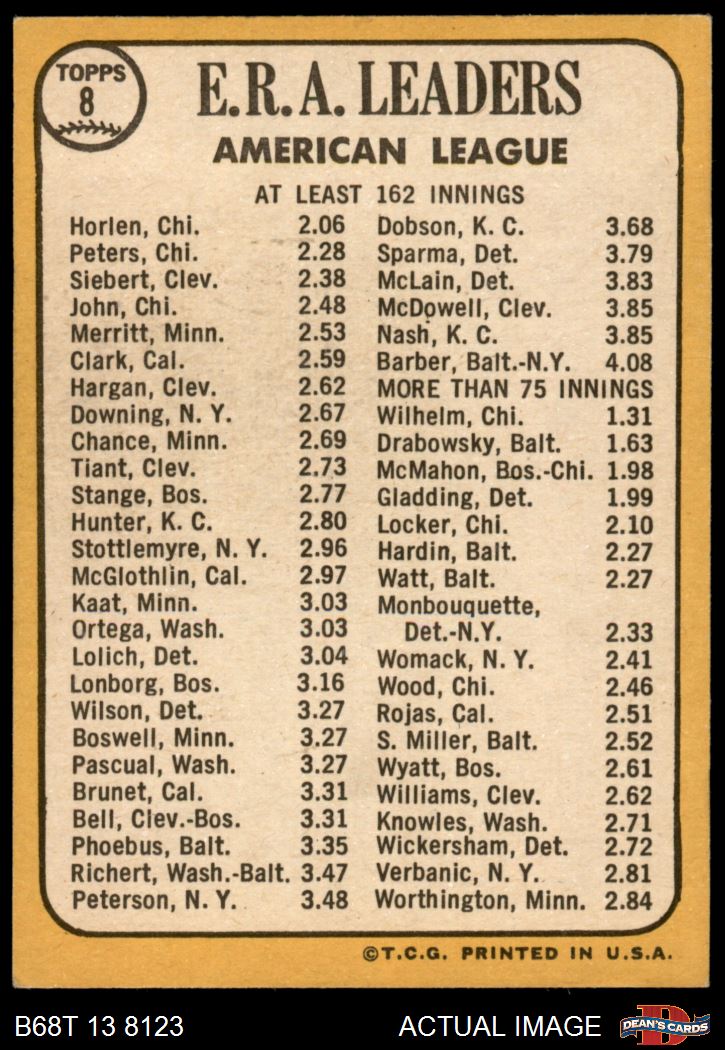 TOPPS
8
E.R.A. LEADERS
AMERICAN LEAGUE
AT LEAST 162 INNINGS
Horlen, Chi. 2.06
Peters, Chi. 2.28
Siebert, Clev. 2.38
John, Chi. 2.48
Merritt, Minn. 2.53
Clark, Cal. 2.59
Hargan, Clev. 2.62
Downing, N. Y. 2.67
Chance, Minn. 2.69
Tiant, Clev. 2.73
Stange, Bos. 2.77
Hunter, K. C. 2.80
Stottlemyre, N. Y. 2.96
McGlothlin, Cal. 2.97
Kaat, Minn. 3.03
Ortega, Wash. 3.03
Lolich, Det. 3.04
Lonborg, Bos. 3.16
Wilson, Det. 3.27
Boswell, Minn. 3.27
Pascual, Wash. 3.27
Brunet, Cal. 3.31
Bell, Clev.-Bos. 3.31
Phoebus, Balt. 3.35
Richert, Wash.-Balt. 3.47
Peterson, N. Y. 3.48
Dobson, K. C. 3.68
Sparma, Det. 3.79
McLain, Det. 3.83
McDowell, Clev. 3.85
Nash, K. C. 3.85
Barber, Balt.-N.Y. 4.08
MORE THAN 75 INNINGS
Wilhelm, Chi. 1.31
Drabowsky, Balt. 1.63
McMahon, Bos.-Chi. 1.98
Gladding, Det. 1.99
Locker, Chi. 2.10
Hardin, Balt. 2.27
Watt, Balt. 2.27
Monbouquette,
Det.-N.Y. 2.33
Womack, N. Y. 2.41
Wood, Chi. 2.46
Rojas, Cal. 2.51
S. Miller, Balt. 2.52
Wyatt, Bos. 2.61
Williams, Clev. 2.62
Knowles, Wash. 2.71
Wickersham, Det. 2.72
Verbanic, N. Y. 2.81
Worthington, Minn. 2.84
©T.C.G. PRINTED IN U.S.A.
B68T 13 8123
ACTUAL IMAGE
D
DEAN'S CARDS